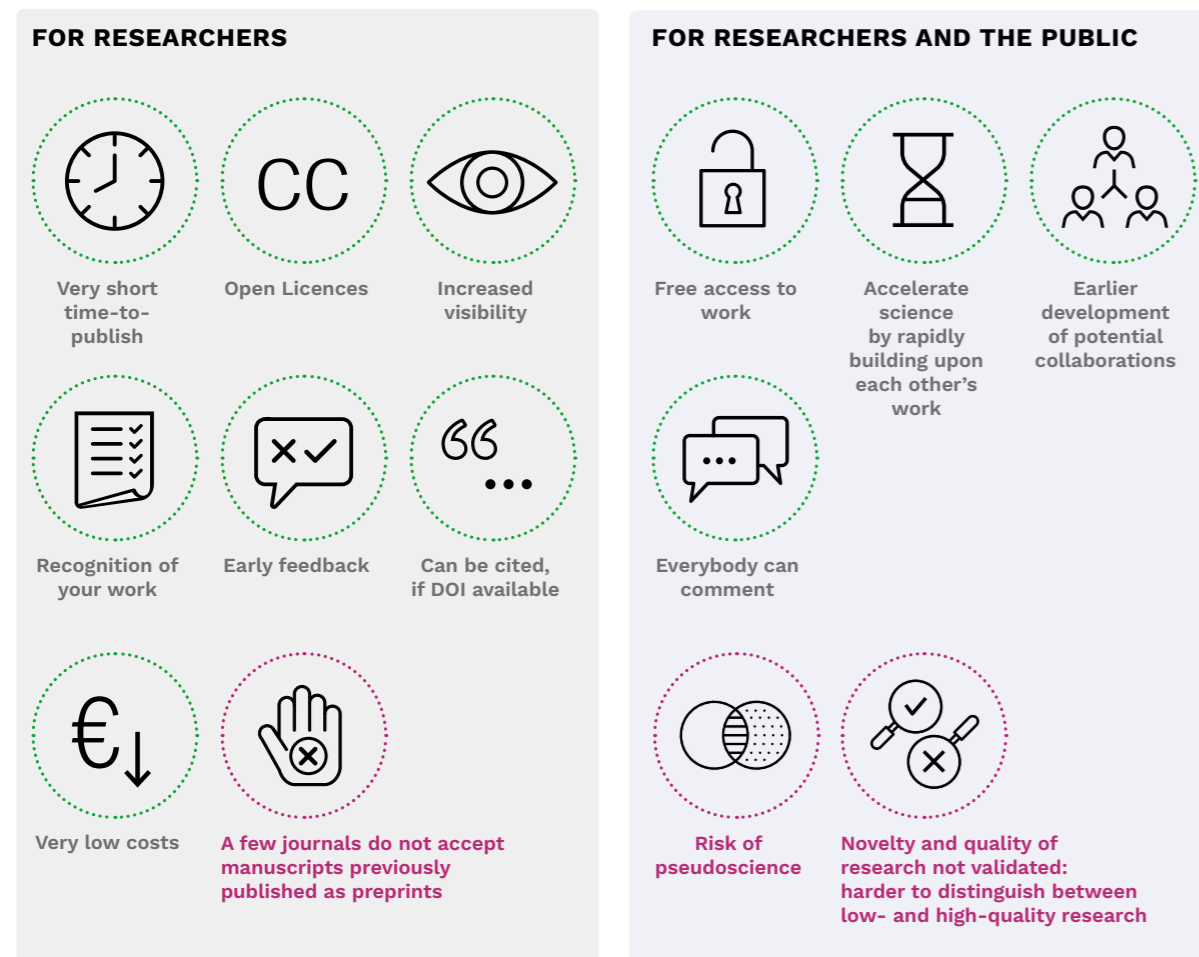 FOR RESEARCHERS
CC
Very short
time-to-
publish
Open Licences
Increased
visibility
Recognition of
your work
Early feedback
Can be cited,
if DOI available
€
Very low costs
A few journals do not accept
manuscripts previously
published as preprints
FOR RESEARCHERS AND THE PUBLIC
Free access to
work
Accelerate
science
by rapidly
building upon
each other’s
work
Earlier
development
of potential
collaborations
Everybody can
comment
Risk of
pseudoscience
Novelty and quality of
research not validated:
harder to distinguish between
low- and high-quality research